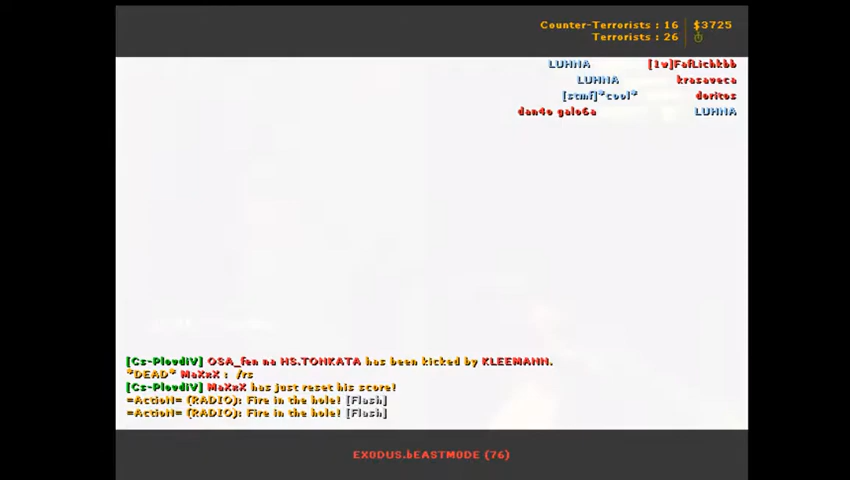 Counter-Terrorists : 16 $3725
Terrorists : 26
LUHNA [1w]FafLichkbb
LUHNA krasaveca
[stmf]*cool* doritos
dan4o galo6a LUHNA
[Cs-PlovdiV] OSA_fen na HS.TONKATA has been kicked by KLEEMANN.
*DEAD* MaXxX : /rs
[Cs-PlovdiV] MaXxX has just reset his score!
=ActioN= (RADIO): Fire in the hole! [Flash]
=ActioN= (RADIO): Fire in the hole! [Flash]
EXODUS.bEASTMODE (76)